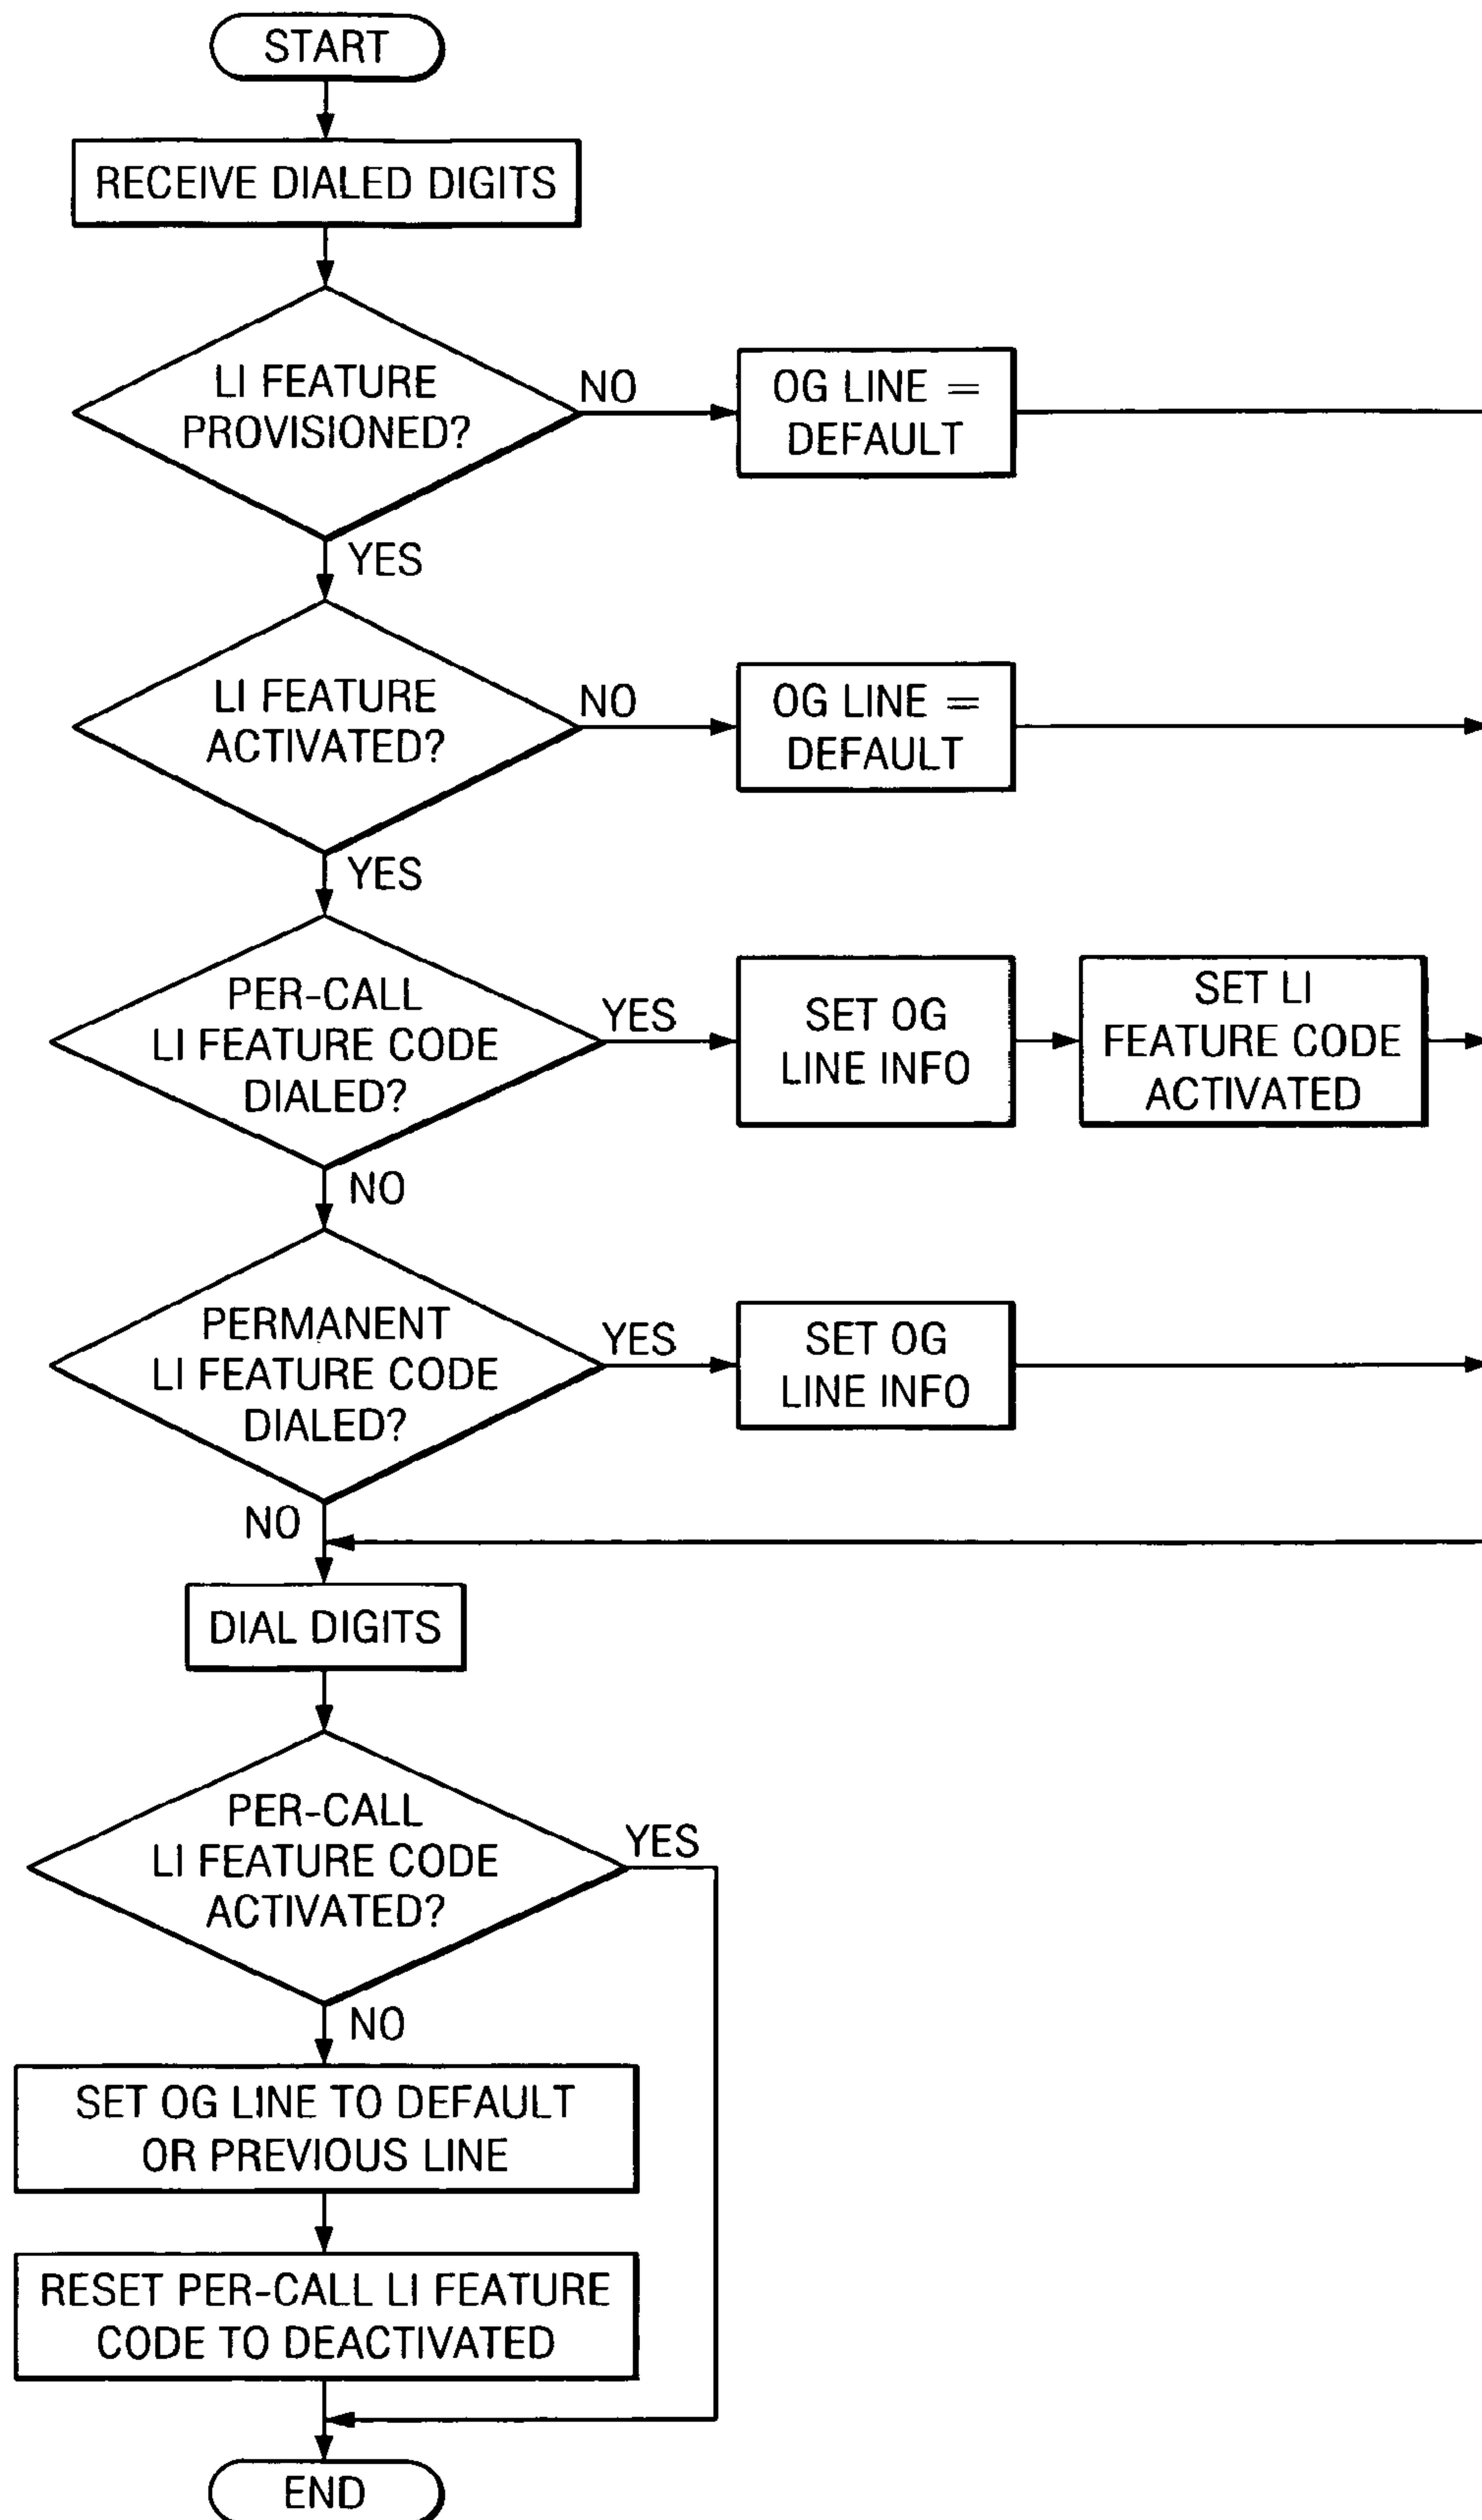 START
RECEIVE DIALED DIGITS
LI FEATURE
PROVISIONED?
NO
OG LINE =
DEFAULT
YES
LI FEATURE
ACTIVATED?
NO
OG LINE =
DEFAULT
YES
PER-CALL
LI FEATURE CODE
DIALED?
YES
SET OG
LINE INFO
SET LI
FEATURE CODE
ACTIVATED
NO
PERMANENT
LI FEATURE CODE
DIALED?
YES
SET OG
LINE INFO
NO
DIAL DIGITS
PER-CALL
LI FEATURE CODE
ACTIVATED?
YES
NO
SET OG LINE TO DEFAULT
OR PREVIOUS LINE
RESET PER-CALL LI FEATURE
CODE TO DEACTIVATED
END